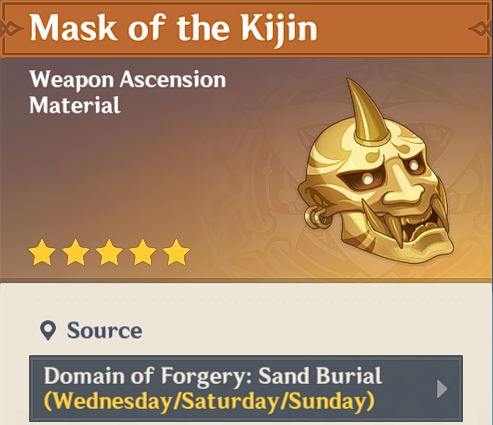 Mask of the Kijin
Weapon Ascension
Material
Source
Domain of Forgery: Sand Burial
(Wednesday/Saturday/Sunday)